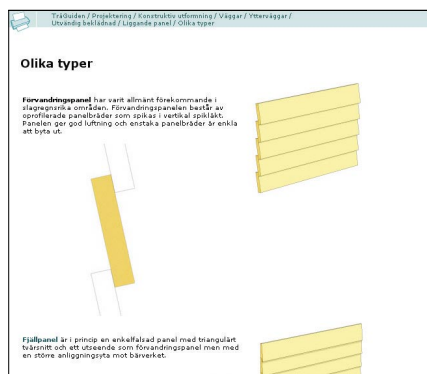 TräGuiden / Projektering / Konstruktiv utformning / Väggar / Ytterväggar /
Utvändig beklädnad / Liggande panel / Olika typer
Olika typer
Förvandringspanel har varit allmänt förekommande i
slagregnsrika områden. Förvandringspanelen består av
oprofilerade panelbräder som spikas i vertikal spikläkt.
Panelen ger god luftning och enstaka panelbräder är enkla
att byta ut.
Fjällpanel är i princip en enkelfalsad panel med triangulärt
tvärsnitt och ett utseende som förvandringspanel men med
en större anliggningsyta mot bärverket.